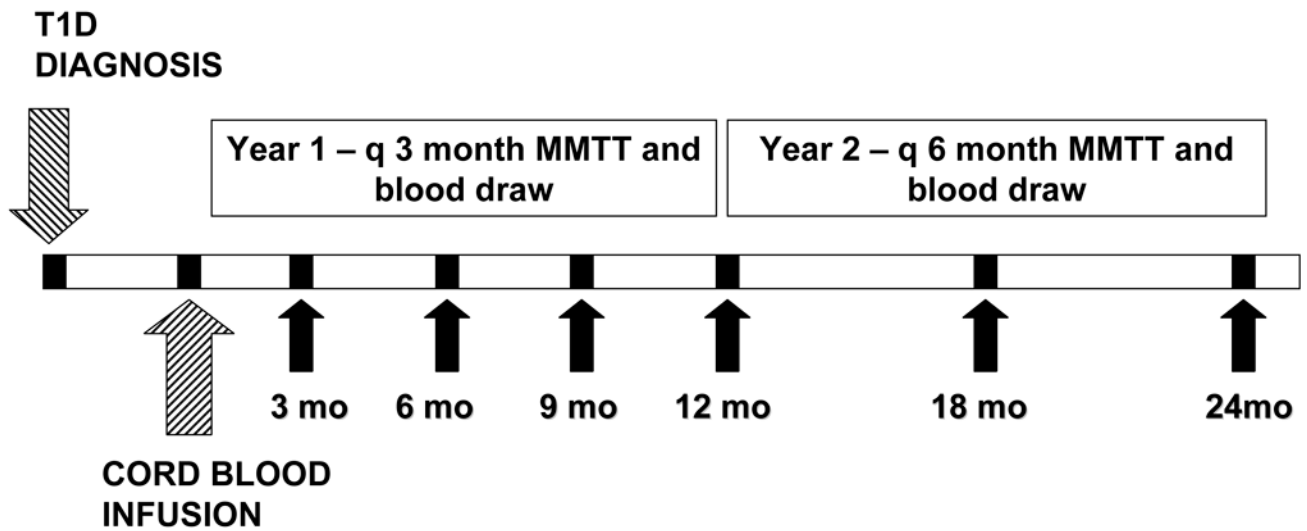 T1D
DIAGNOSIS
Year 1 – q 3 month MMTT and
blood draw
Year 2 – q 6 month MMTT and
blood draw
3 mo
6 mo
9 mo
12 mo
18 mo
24mo
CORD BLOOD
INFUSION